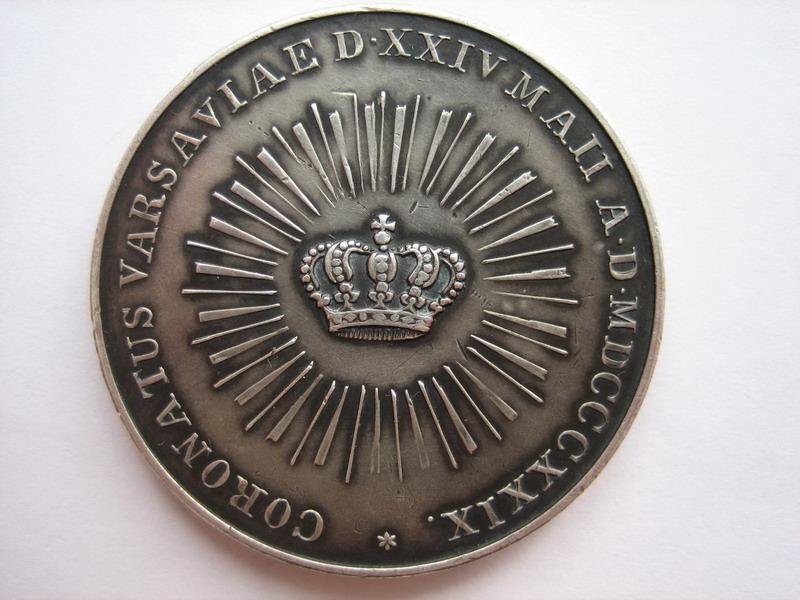 CORONATUS VARSAVIAE D·XXIV MAII A·D·MDCCCXXIX.